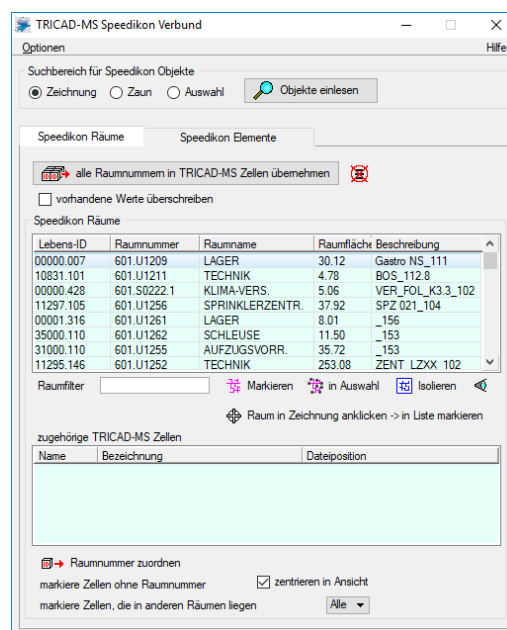 TRICAD-MS Speedikon Verbund
Optionen Hilfe
Suchbereich für Speedikon Objekte
Zeichnung Zaun Auswahl Objekte einlesen
Speedikon Räume Speedikon Elemente
alle Raumnummern in TRICAD-MS Zellen übernehmen
vorhandene Werte überschreiben
Speedikon Räume
Lebens-ID Raumnummer Raumname Raumfläche Beschreibung
00000.007 601.U1209 LAGER 30.12 Gastro NS_111
10831.101 601.U1211 TECHNIK 4.78 BOS_112.8
00000.428 601.S0222.1 KLIMA-VERS. 5.06 VER_FOL_K3.3_102
11297.105 601.U1256 SPRINKLERZENTR. 37.92 SPZ 021_104
00001.316 601.U1261 LAGER 8.01 _156
35000.110 601.U1262 SCHLEUSE 11.50 _153
31000.110 601.U1255 AUFZUGSVORR. 35.72 _153
11295.146 601.U1252 TECHNIK 253.08 ZENT_LZXX_102
Raumfilter Markieren in Auswahl Isolieren
Raum in Zeichnung anklicken -> in Liste markieren
zugehörige TRICAD-MS Zellen
Name Bezeichnung Dateiposition
Raumnummer zuordnen
markiere Zellen ohne Raumnummer zentrieren in Ansicht
markiere Zellen, die in anderen Räumen liegen Alle